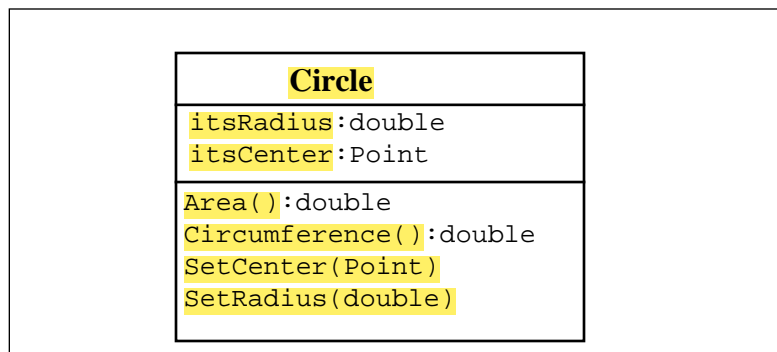 Circle
itsRadius:double
itsCenter:Point
Area():double
Circumference():double
SetCenter(Point)
SetRadius(double)